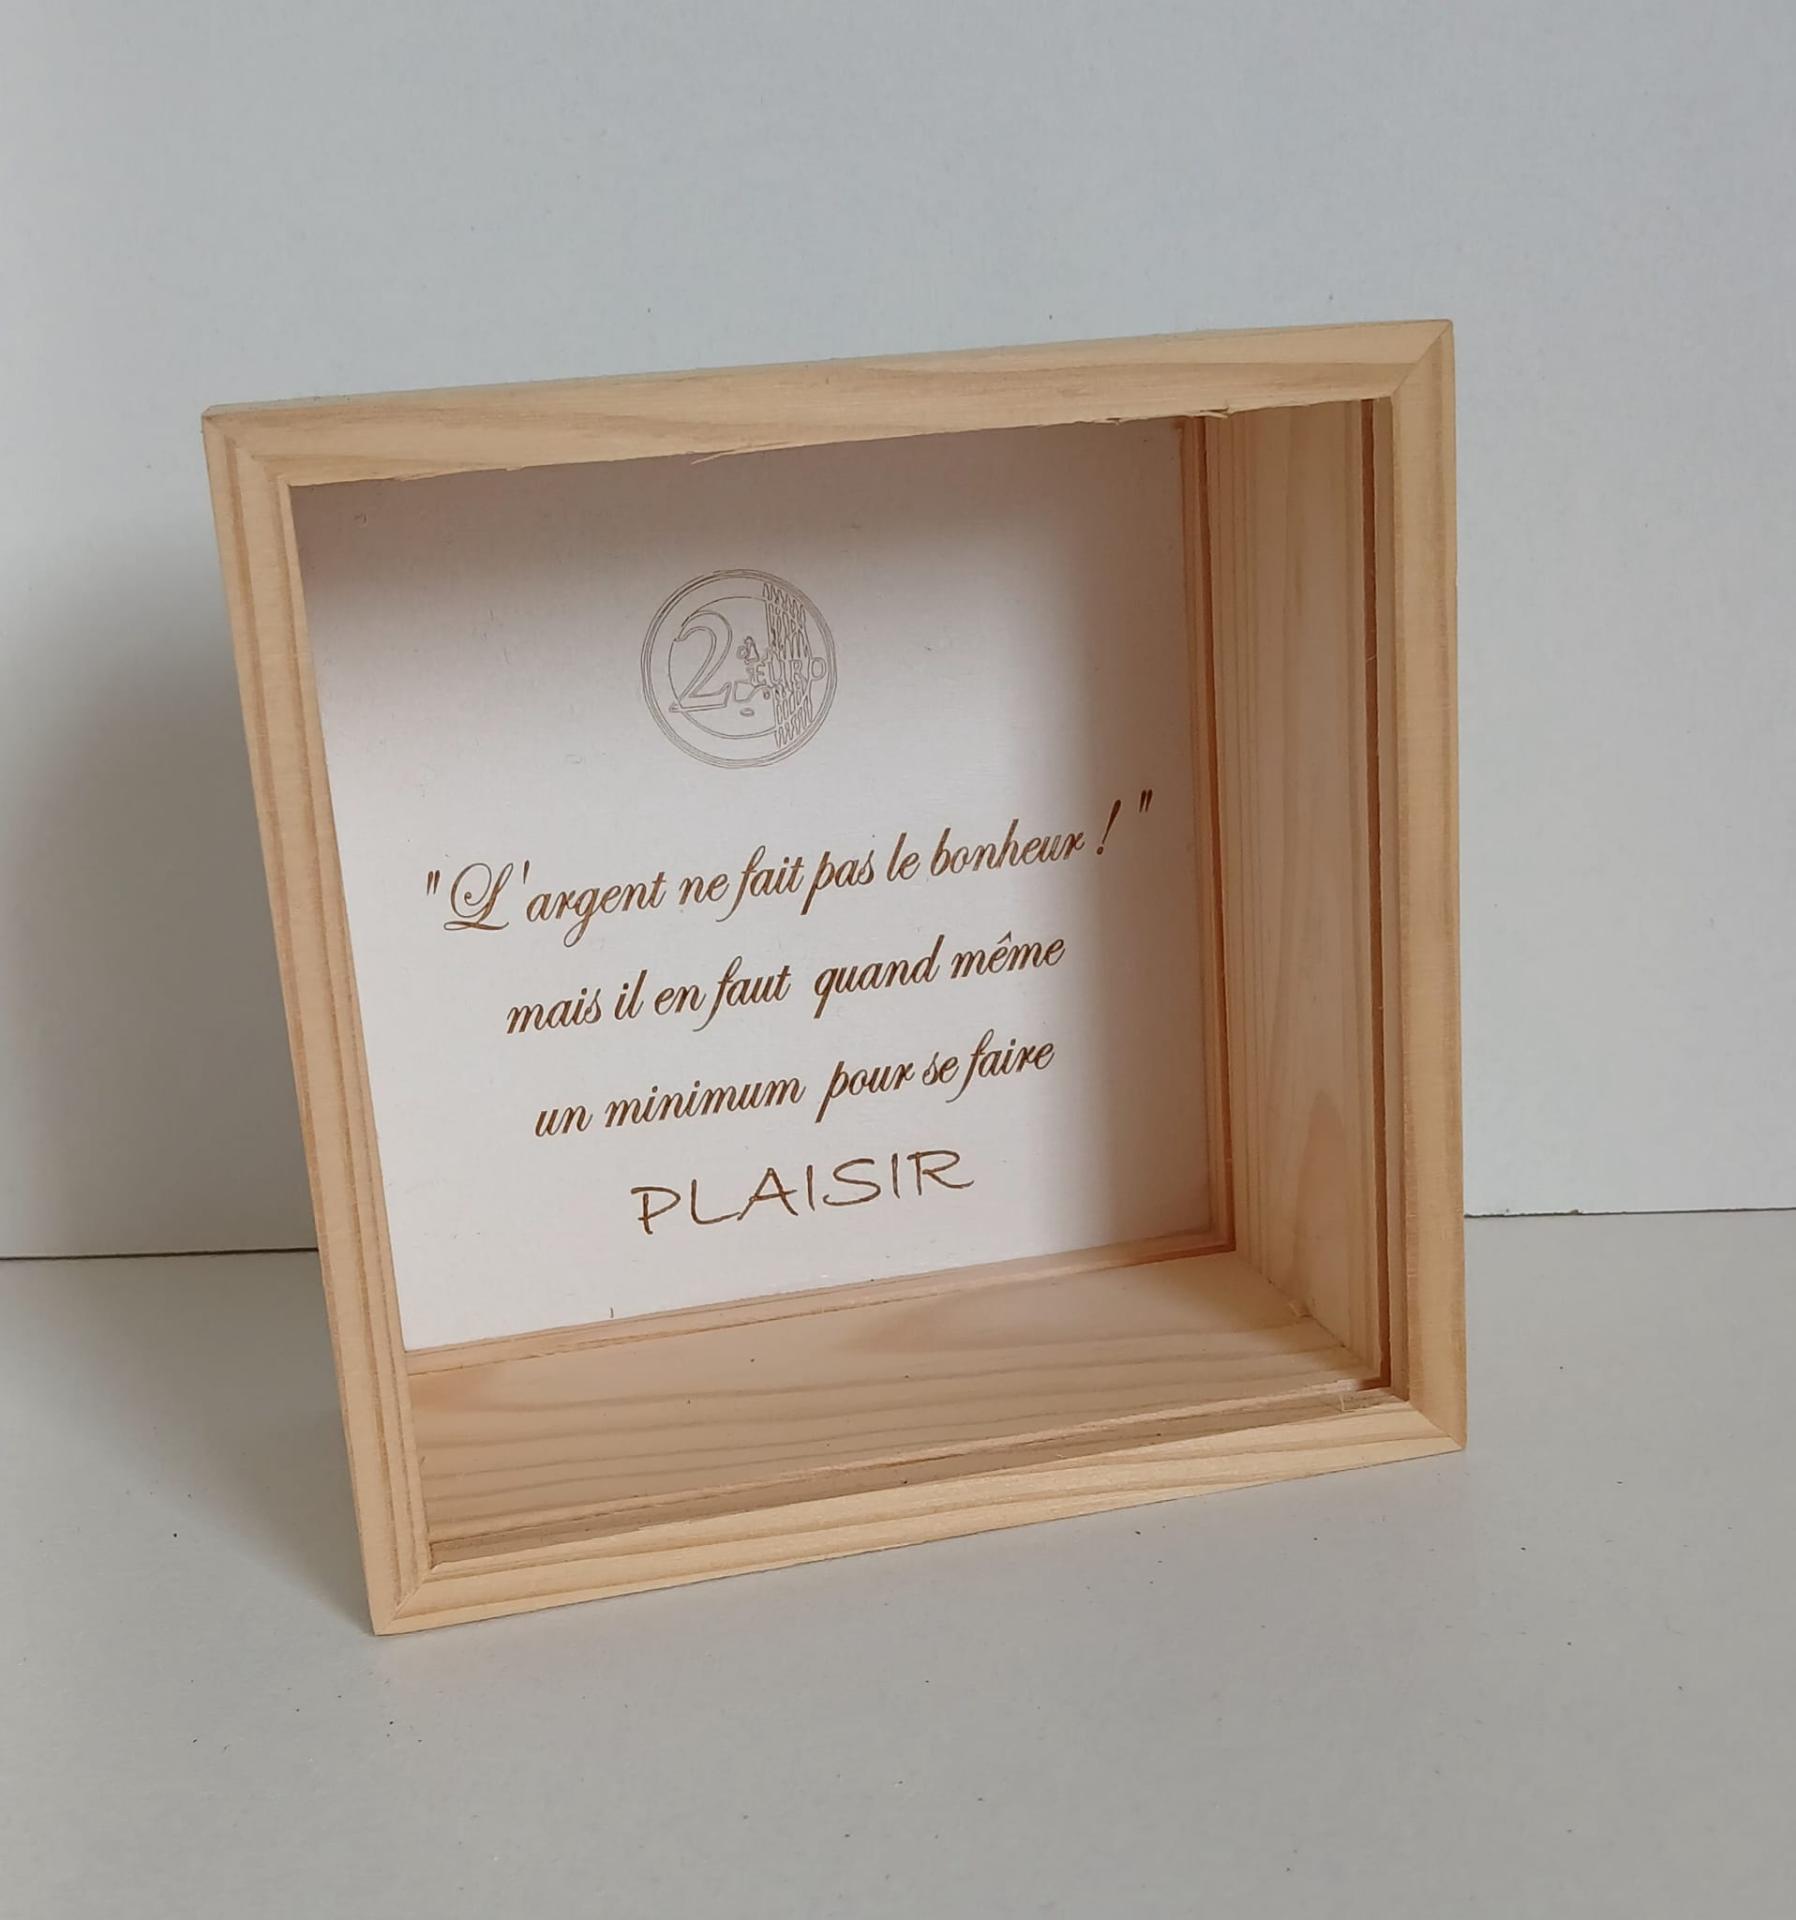 2 EURO
"L'argent ne fait pas le bonheur ! "
mais il en faut quand même
un minimum pour se faire
PLAISIR